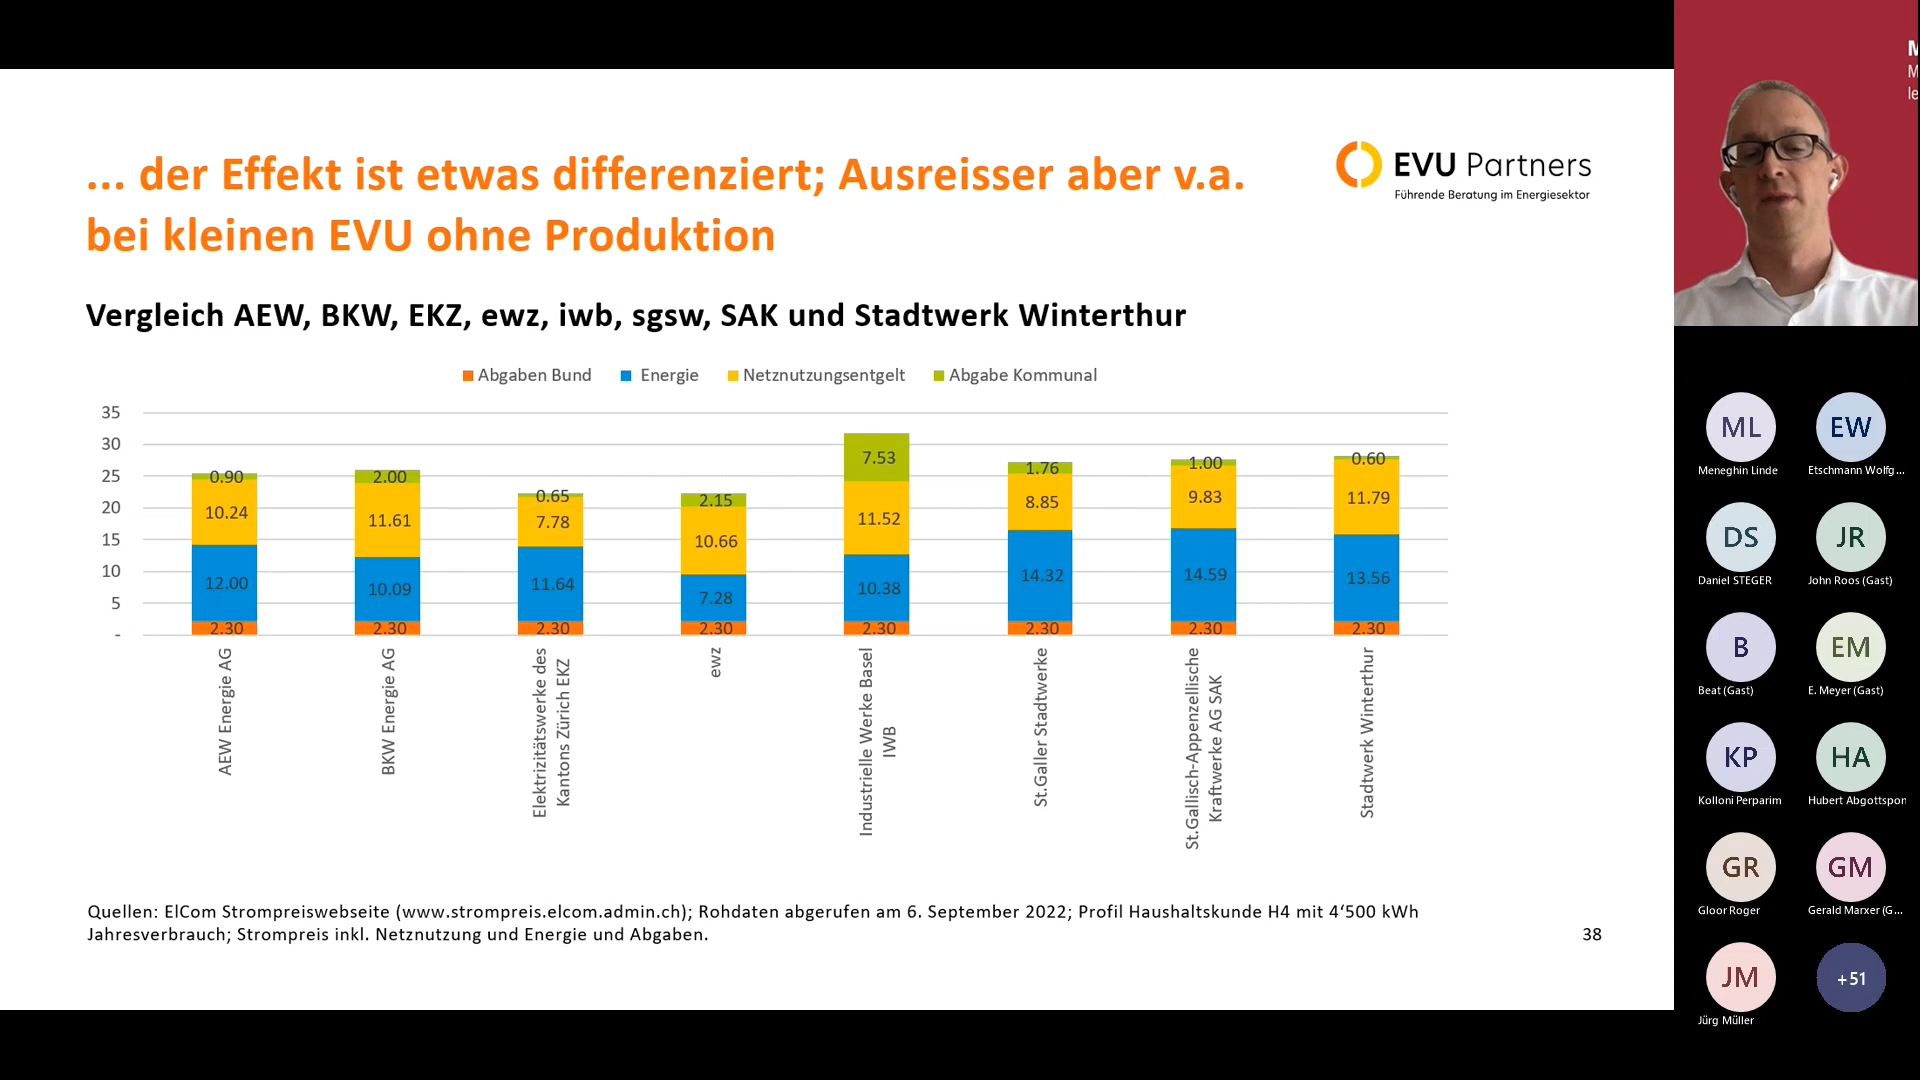 ... der Effekt ist etwas differenziert; Ausreisser aber v.a.
bei kleinen EVU ohne Produktion
EVU Partners
Führende Beratung im Energiesektor
Vergleich AEW, BKW, EKZ, ewz, iwb, sgsw, SAK und Stadtwerk Winterthur
Abgaben Bund Energie Netznutzungsentgelt Abgabe Kommunal
35
30
25
20
15
10
5
-
0.90
10.24
12.00
2.30
2.00
11.61
10.09
2.30
0.65
7.78
11.64
2.30
2.15
10.66
7.28
2.30
7.53
11.52
10.38
2.30
1.76
8.85
14.32
2.30
1.00
9.83
14.59
2.30
0.60
11.79
13.56
2.30
AEW Energie AG
BKW Energie AG
Elektrizitätswerke des
Kantons Zürich EKZ
ewz
Industrielle Werke Basel
IWB
St.Galler Stadtwerke
St.Gallisch-Appenzellische
Kraftwerke AG SAK
Stadtwerk Winterthur
Quellen: ElCom Strompreiswebseite (www.strompreis.elcom.admin.ch); Rohdaten abgerufen am 6. September 2022; Profil Haushaltskunde H4 mit 4‘500 kWh
Jahresverbrauch; Strompreis inkl. Netznutzung und Energie und Abgaben.
38
M
M
le
ML
Meneghin Linde
EW
Etschmann Wolfg...
DS
Daniel STEGER
JR
John Roos (Gast)
B
Beat (Gast)
EM
E. Meyer (Gast)
KP
Kolloni Perparim
HA
Hubert Abgottspon
GR
Gloor Roger
GM
Gerald Marxer (G...
JM
Jürg Müller
+51